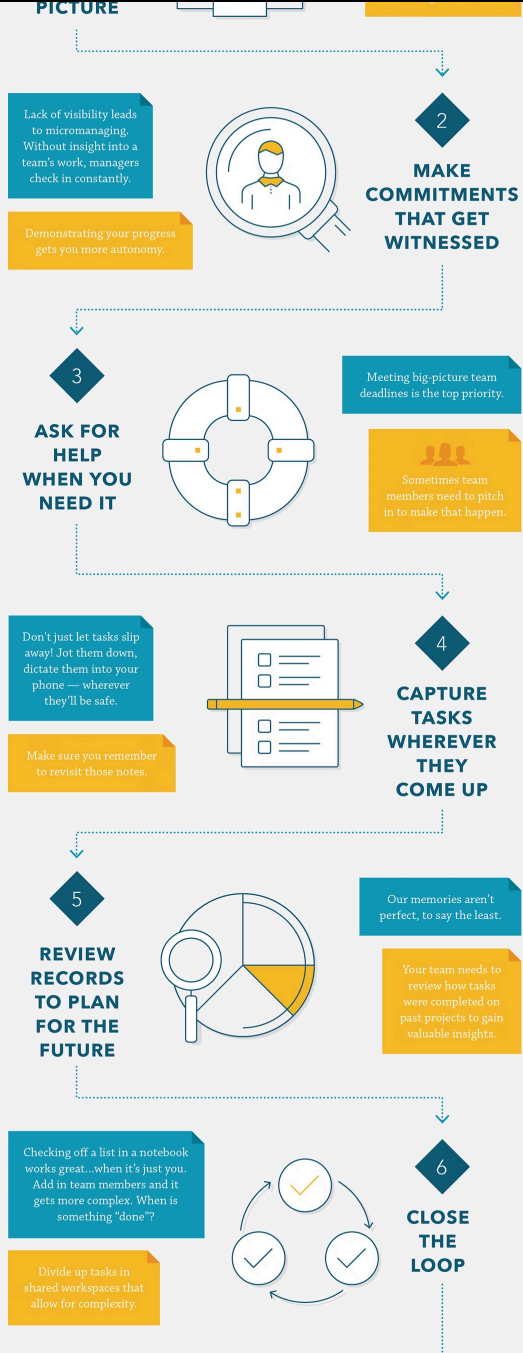 PICTURE
2
MAKE
COMMITMENTS
THAT GET
WITNESSED
Lack of visibility leads
to micromanaging.
Without insight into a
team's work, managers
check in constantly.
Demonstrating your progress
gets you more autonomy.
3
ASK FOR
HELP
WHEN YOU
NEED IT
Meeting big-picture team
deadlines is the top priority.
Sometimes team
members need to pitch
in to make that happen.
4
CAPTURE
TASKS
WHEREVER
THEY
COME UP
Don't just let tasks slip
away! Jot them down,
dictate them into your
phone — wherever
they'll be safe.
Make sure you remember
to revisit those notes.
5
REVIEW
RECORDS
TO PLAN
FOR THE
FUTURE
Our memories aren't
perfect, to say the least.
Your team needs to
review how tasks
were completed on
past projects to gain
valuable insights.
6
CLOSE
THE
LOOP
Checking off a list in a notebook
works great...when it's just you.
Add in team members and it
gets more complex. When is
something "done"?
Divide up tasks in
shared workspaces that
allow for complexity.